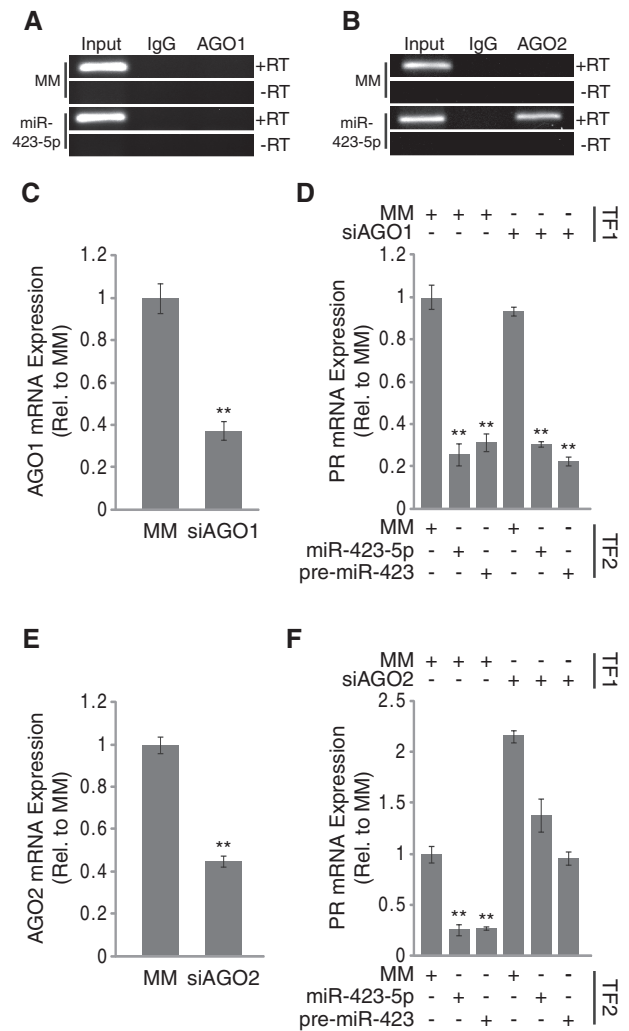 A
Input IgG AGO1
MM
+RT
-RT
miR-
423-5p
+RT
-RT
B
Input IgG AGO2
MM
+RT
-RT
miR-
423-5p
+RT
-RT
C
AGO1 mRNA Expression
(Rel. to MM)
1.2
1
0.8
0.6
0.4
0.2
0
**
MM siAGO1
D
MM + + + - - -
siAGO1 - - - + + +
TF1
PR mRNA Expression
(Rel. to MM)
1.2
1
0.8
0.6
0.4
0.2
0
** ** ** **
MM + - - + - -
miR-423-5p - + - - + -
pre-miR-423 - - + - - +
TF2
E
AGO2 mRNA Expression
(Rel. to MM)
1.2
1
0.8
0.6
0.4
0.2
0
**
MM siAGO2
F
MM + + + - - -
siAGO2 - - - + + +
TF1
PR mRNA Expression
(Rel. to MM)
2.5
2
1.5
1
0.5
0
** **
MM + - - + - -
miR-423-5p - + - - + -
pre-miR-423 - - + - - +
TF2